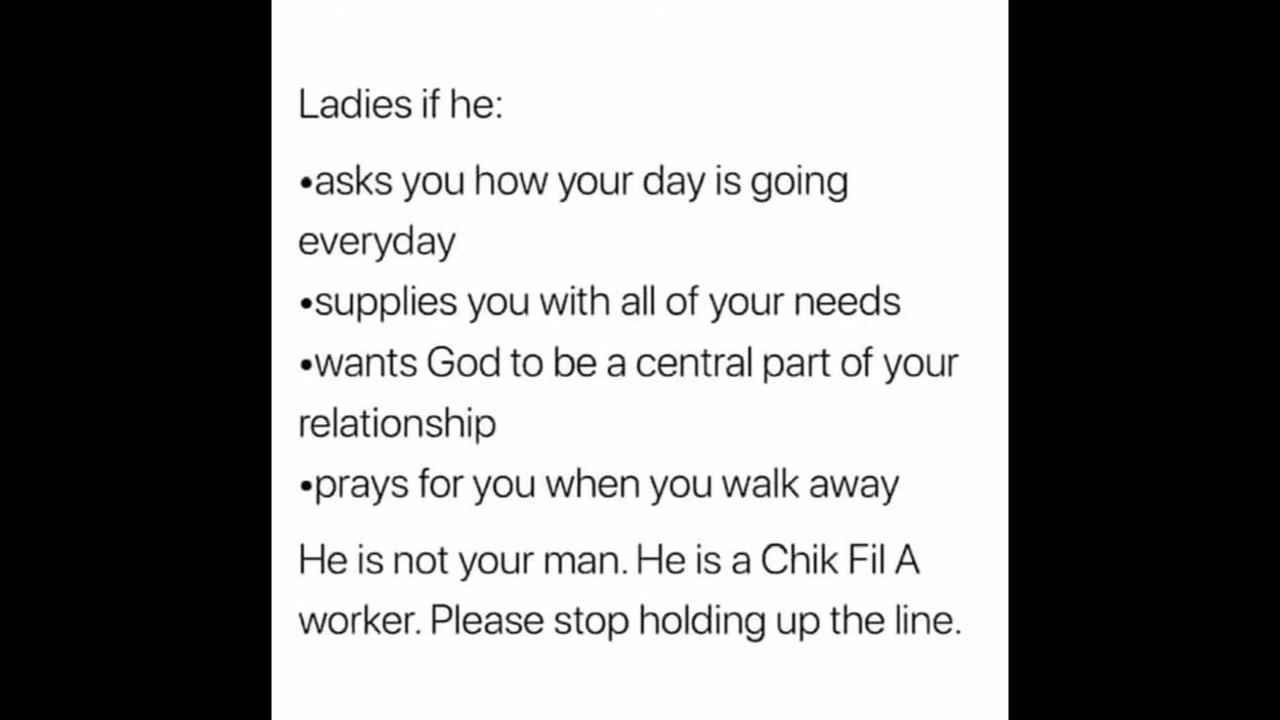 Ladies if he:
•asks you how your day is going
everyday
•supplies you with all of your needs
•wants God to be a central part of your
relationship
•prays for you when you walk away
He is not your man. He is a Chik Fil A
worker. Please stop holding up the line.